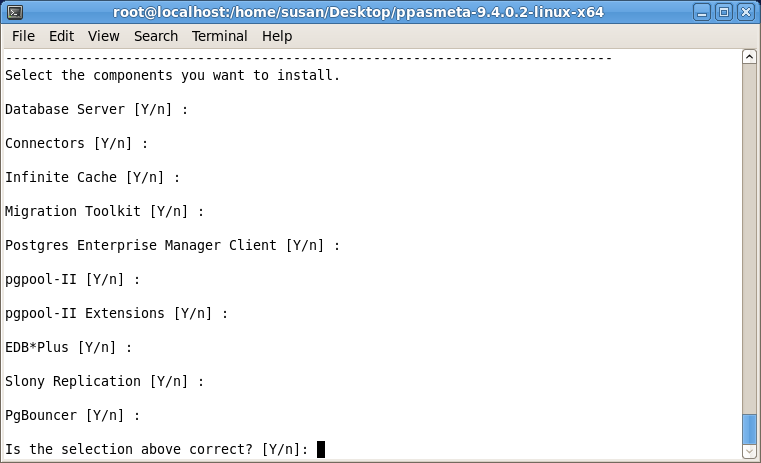 root@localhost:/home/susan/Desktop/ppasmeta-9.4.0.2-linux-x64
File Edit View Search Terminal Help
----------------------------------------------------------------------------
Select the components you want to install.
Database Server [Y/n] :
Connectors [Y/n] :
Infinite Cache [Y/n] :
Migration Toolkit [Y/n] :
Postgres Enterprise Manager Client [Y/n] :
pgpool-II [Y/n] :
pgpool-II Extensions [Y/n] :
EDB*Plus [Y/n] :
Slony Replication [Y/n] :
PgBouncer [Y/n] :
Is the selection above correct? [Y/n]: